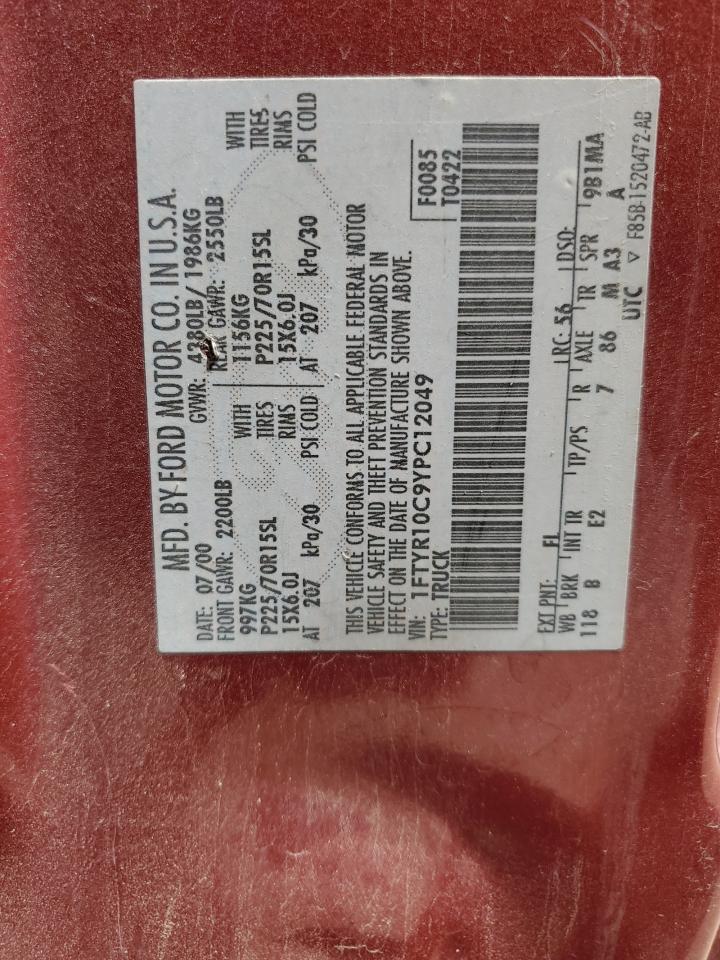 MFD. BY FORD MOTOR CO. IN U.S.A.
DATE: 07/00 GVWR: 4280LB/ 1986KG
FRONT GAWR: 2200LB REAR GAWR: 2550LB
997KG WITH 1156KG WITH
P225/70R15SL TIRES P225/70R15SL TIRES
15X6.0J RIMS 15X6.0J RIMS
AT 207 kPa/30 PSI COLD AT 207 kPa/30 PSI COLD
THIS VEHICLE CONFORMS TO ALL APPLICABLE FEDERAL MOTOR
VEHICLE SAFETY AND THEFT PREVENTION STANDARDS IN
EFFECT ON THE DATE OF MANUFACTURE SHOWN ABOVE.
VIN: 1FTYR10C9YPC12049 F0085
TYPE: TRUCK T0422
EXT PNT: FL RC: 56 DSO:
WB BRK INT TR TP/PS R AXLE TR SPR 9B1MA
118 B E2 7 86 M A3 A
UTC ▽ F85B-1520472-AB